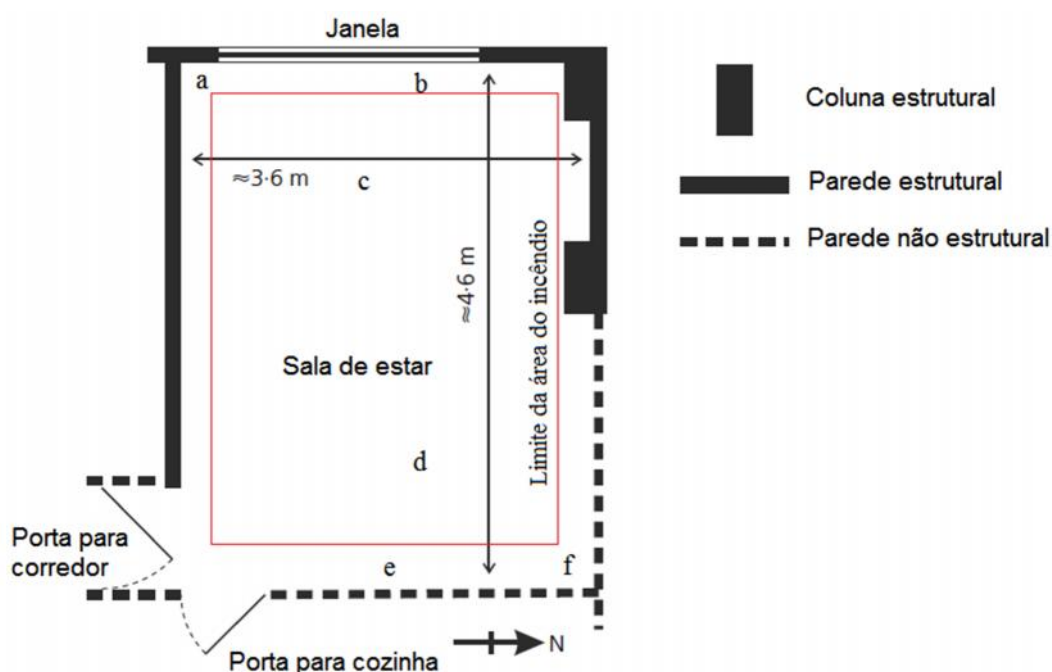 Janela
a
b
Coluna estrutural
≈3·6 m
c
Parede estrutural
Parede não estrutural
≈4·6 m
Limite da área do incêndio
Sala de estar
d
Porta para
corredor
e
f
N
Porta para cozinha